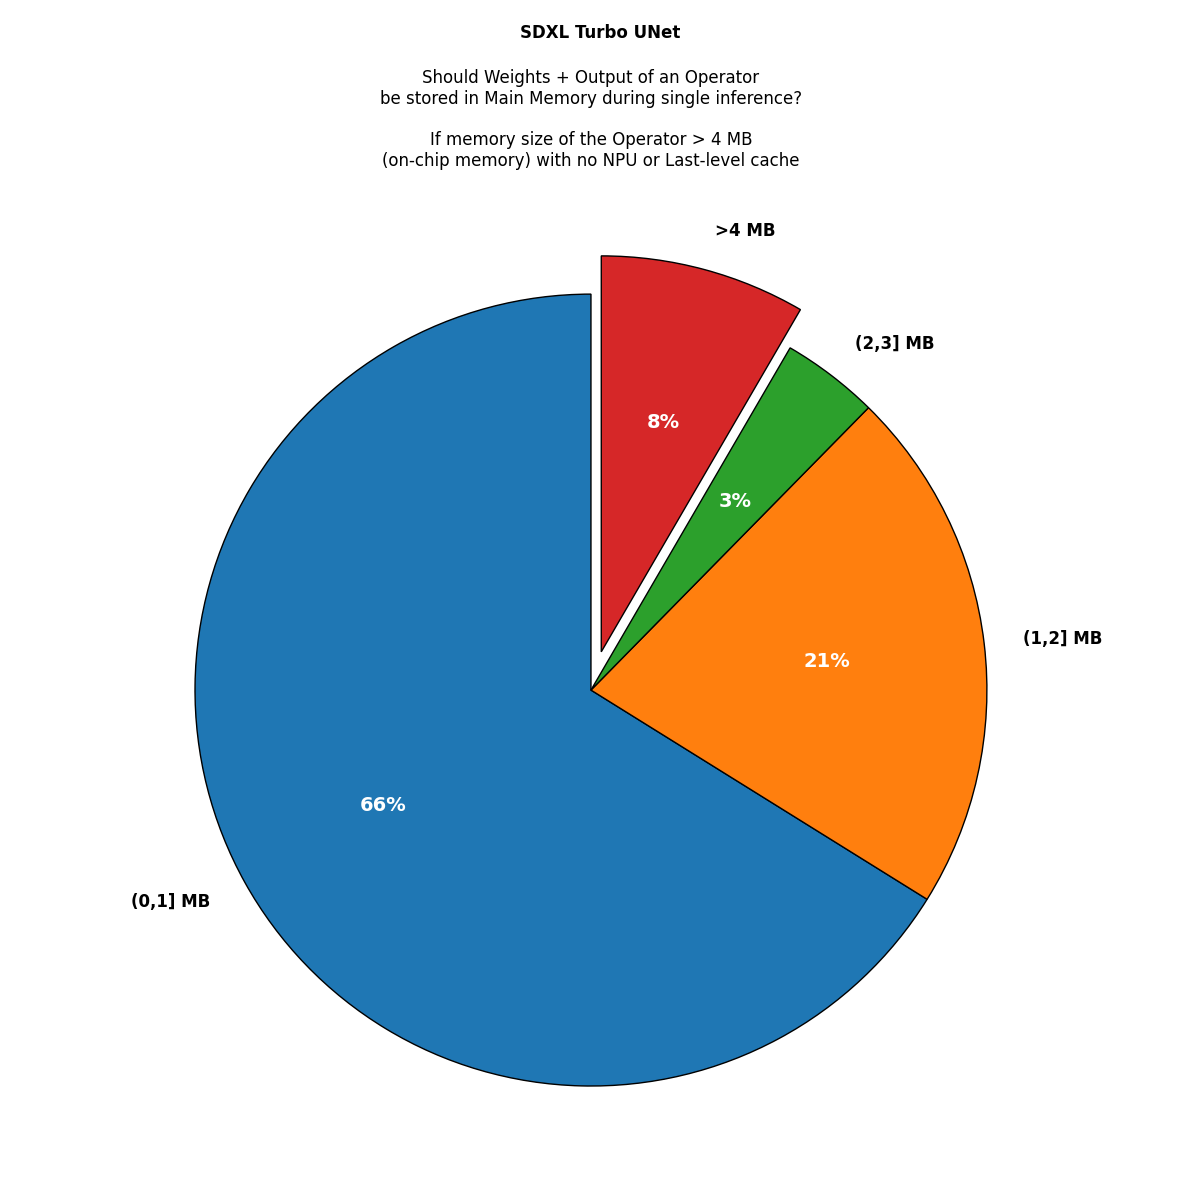 SDXL Turbo UNet
Should Weights + Output of an Operator
be stored in Main Memory during single inference?
If memory size of the Operator > 4 MB
(on-chip memory) with no NPU or Last-level cache
>4 MB
(2,3] MB
8%
3%
(1,2] MB
21%
66%
(0,1] MB